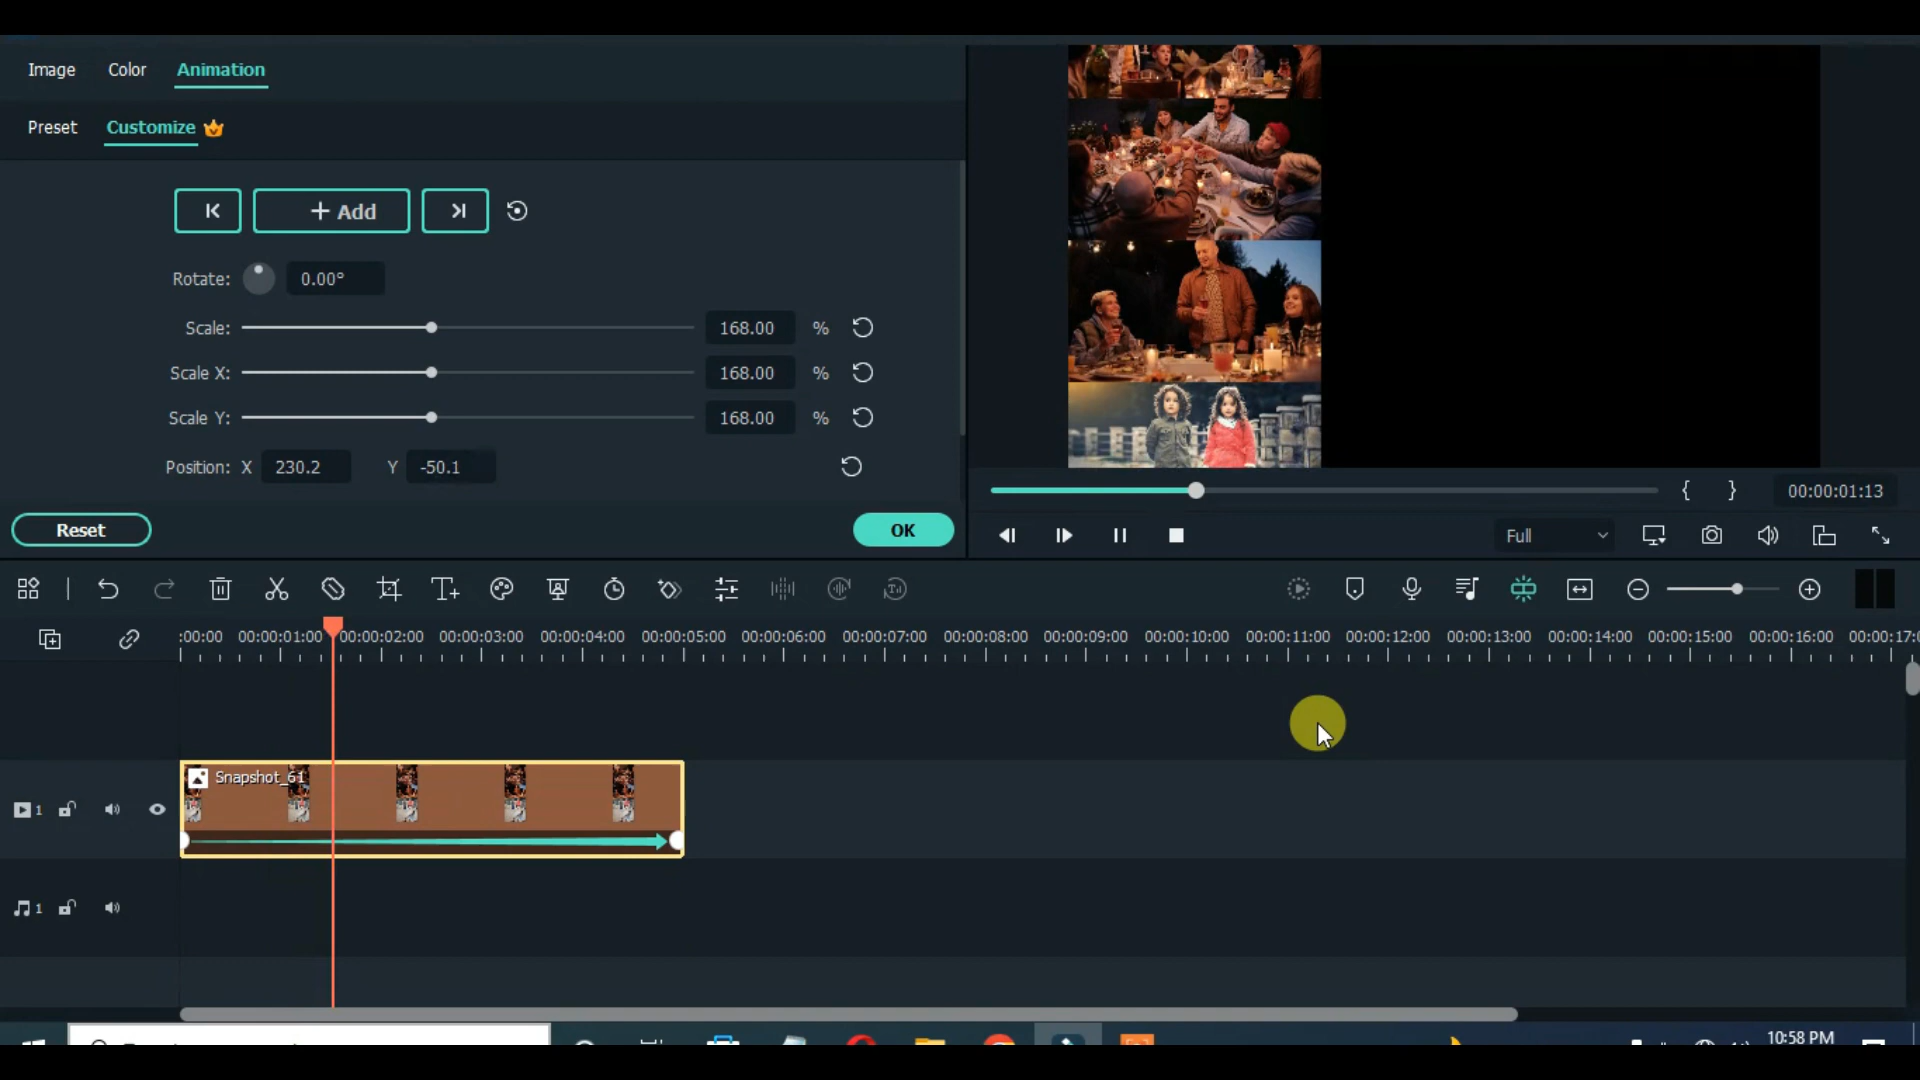 Image Color Animation
Preset Customize
+ Add
Rotate: 0.00°
Scale: 168.00 %
Scale X: 168.00 %
Scale Y: 168.00 %
Position: X 230.2 Y -50.1
Reset OK
{ } 00:00:01:13
Full
:00:00 00:00:01:00 00:00:02:00 00:00:03:00 00:00:04:00 00:00:05:00 00:00:06:00 00:00:07:00 00:00:08:00 00:00:09:00 00:00:10:00 00:00:11:00 00:00:12:00 00:00:13:00 00:00:14:00 00:00:15:00 00:00:16:00 00:00:17:0
Snapshot_61
1
1
10:58 PM